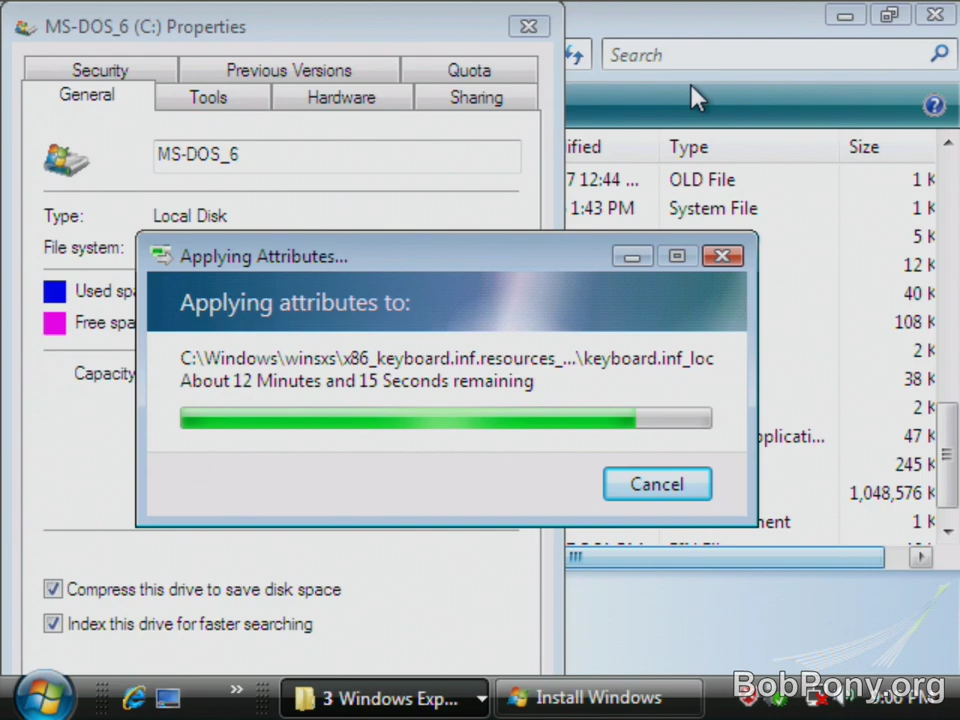 MS-DOS_6 (C:) Properties
Security Previous Versions Quota
General Tools Hardware Sharing
MS-DOS_6
Type: Local Disk
File system:
Used spa
Free spa
Capacity
Compress this drive to save disk space
Index this drive for faster searching
Applying Attributes...
Applying attributes to:
C:\Windows\winsxs\x86_keyboard.inf.resources_...\keyboard.inf_loc
About 12 Minutes and 15 Seconds remaining
Cancel
Search
ified Type Size
7 12:44 ... OLD File 1 K
1:43 PM System File 1 K
5 K
12 K
40 K
108 K
2 K
38 K
2 K
pplicati... 47 K
245 K
1,048,576 K
nent 1 K
3 Windows Exp... Install Windows
BobPony.org